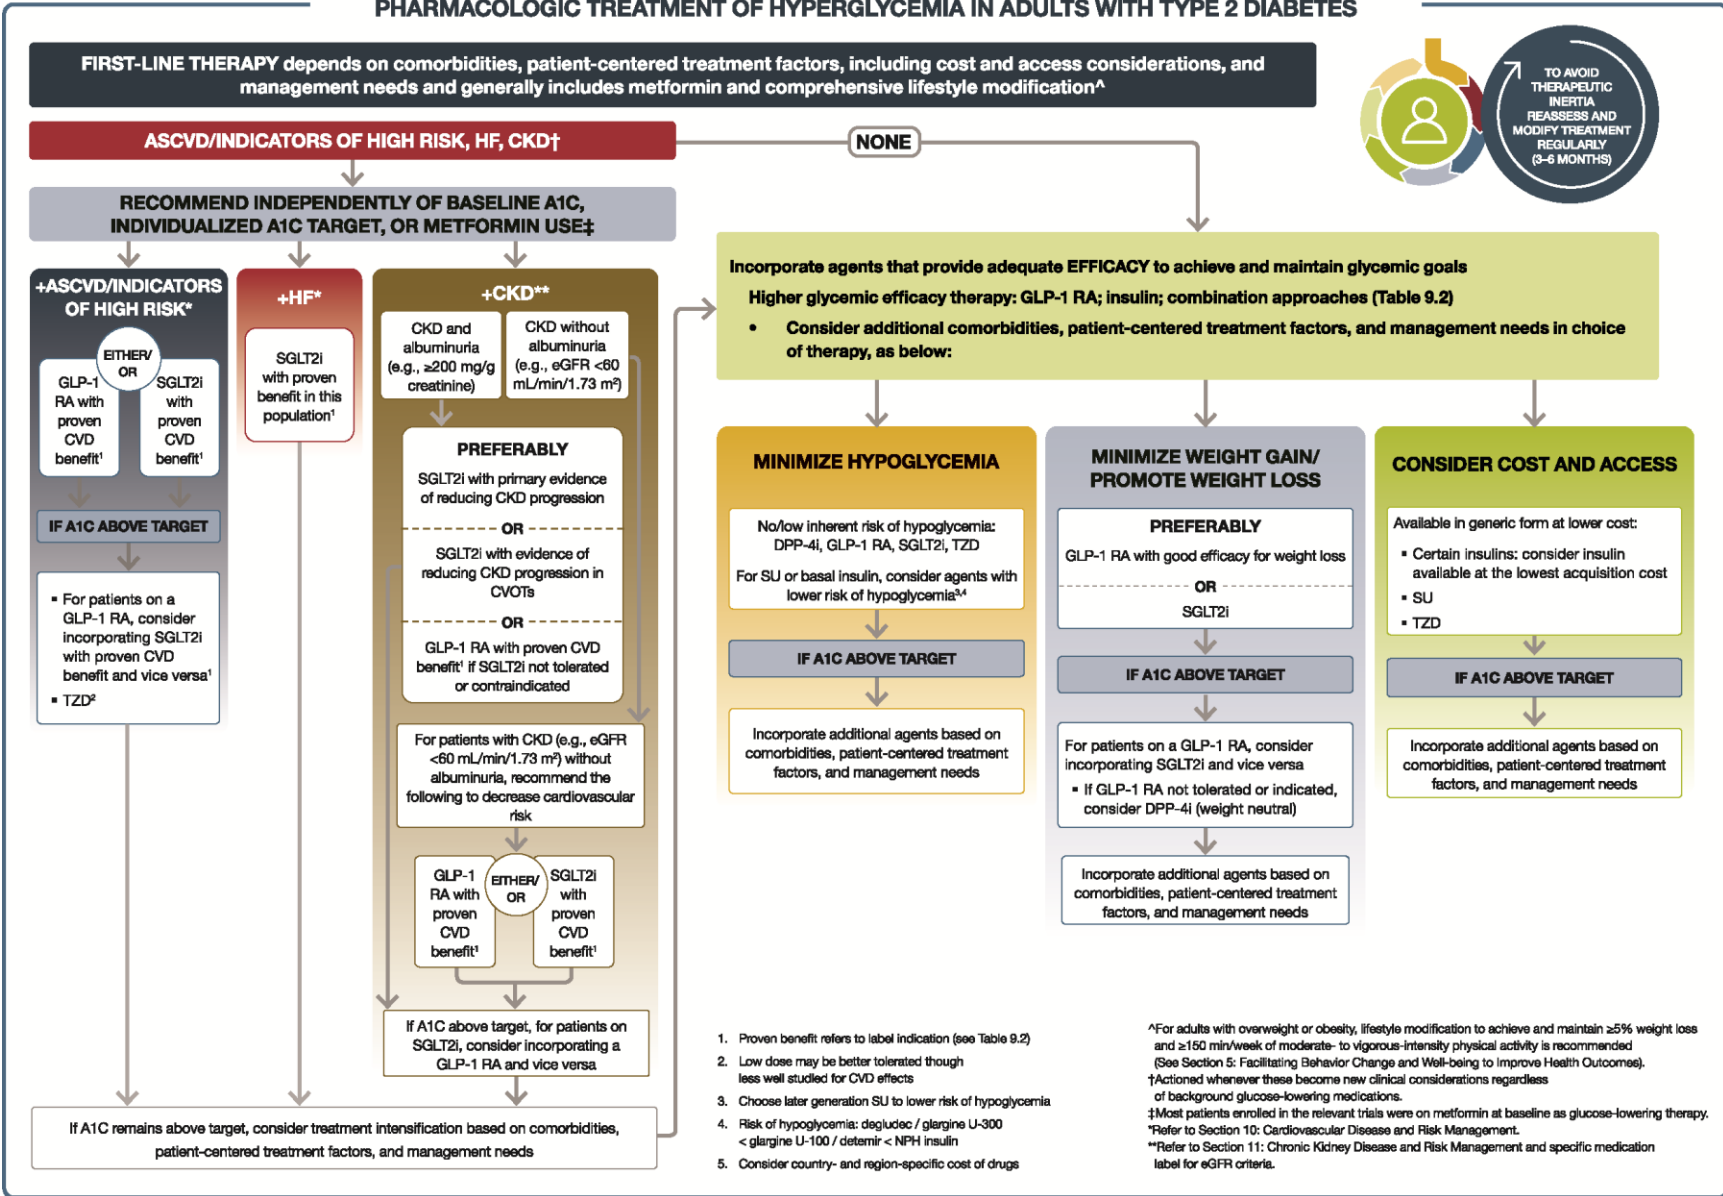 PHARMACOLOGIC TREATMENT OF HYPERGLYCEMIA IN ADULTS WITH TYPE 2 DIABETES
FIRST-LINE THERAPY depends on comorbidities, patient-centered treatment factors, including cost and access considerations, and
management needs and generally includes metformin and comprehensive lifestyle modification^
TO AVOID
THERAPEUTIC
INERTIA
REASSESS AND
MODIFY TREATMENT
REGULARLY
(3–6 MONTHS)
ASCVD/INDICATORS OF HIGH RISK, HF, CKD†
NONE
RECOMMEND INDEPENDENTLY OF BASELINE A1C,
INDIVIDUALIZED A1C TARGET, OR METFORMIN USE‡
+ASCVD/INDICATORS
OF HIGH RISK*
EITHER/
OR
GLP-1
RA with
proven
CVD
benefit¹
SGLT2i
with
proven
CVD
benefit¹
IF A1C ABOVE TARGET
▪ For patients on a
GLP-1 RA, consider
incorporating SGLT2i
with proven CVD
benefit and vice versa¹
▪ TZD²
+HF*
SGLT2i
with proven
benefit in this
population¹
+CKD**
CKD and
albuminuria
(e.g., ≥200 mg/g
creatinine)
CKD without
albuminuria
(e.g., eGFR <60
mL/min/1.73 m²)
PREFERABLY
SGLT2i with primary evidence
of reducing CKD progression
OR
SGLT2i with evidence of
reducing CKD progression in
CVOTs
OR
GLP-1 RA with proven CVD
benefit¹ if SGLT2i not tolerated
or contraindicated
For patients with CKD (e.g., eGFR
<60 mL/min/1.73 m²) without
albuminuria, recommend the
following to decrease cardiovascular
risk
GLP-1
RA with
proven
CVD
benefit¹
EITHER/
OR
SGLT2i
with
proven
CVD
benefit¹
If A1C above target, for patients on
SGLT2i, consider incorporating a
GLP-1 RA and vice versa
If A1C remains above target, consider treatment intensification based on comorbidities,
patient-centered treatment factors, and management needs
Incorporate agents that provide adequate EFFICACY to achieve and maintain glycemic goals
Higher glycemic efficacy therapy: GLP-1 RA; insulin; combination approaches (Table 9.2)
• Consider additional comorbidities, patient-centered treatment factors, and management needs in choice
of therapy, as below:
MINIMIZE HYPOGLYCEMIA
No/low inherent risk of hypoglycemia:
DPP-4i, GLP-1 RA, SGLT2i, TZD
For SU or basal insulin, consider agents with
lower risk of hypoglycemia³,⁴
IF A1C ABOVE TARGET
Incorporate additional agents based on
comorbidities, patient-centered treatment
factors, and management needs
MINIMIZE WEIGHT GAIN/
PROMOTE WEIGHT LOSS
PREFERABLY
GLP-1 RA with good efficacy for weight loss
OR
SGLT2i
IF A1C ABOVE TARGET
For patients on a GLP-1 RA, consider
incorporating SGLT2i and vice versa
▪ If GLP-1 RA not tolerated or indicated,
consider DPP-4i (weight neutral)
Incorporate additional agents based on
comorbidities, patient-centered treatment
factors, and management needs
CONSIDER COST AND ACCESS
Available in generic form at lower cost:
▪ Certain insulins: consider insulin
available at the lowest acquisition cost
▪ SU
▪ TZD
IF A1C ABOVE TARGET
Incorporate additional agents based on
comorbidities, patient-centered treatment
factors, and management needs
1. Proven benefit refers to label indication (see Table 9.2)
2. Low dose may be better tolerated though
less well studied for CVD effects
3. Choose later generation SU to lower risk of hypoglycemia
4. Risk of hypoglycemia: degludec / glargine U-300
< glargine U-100 / detemir < NPH insulin
5. Consider country- and region-specific cost of drugs
^For adults with overweight or obesity, lifestyle modification to achieve and maintain ≥5% weight loss
and ≥150 min/week of moderate- to vigorous-intensity physical activity is recommended
(See Section 5: Facilitating Behavior Change and Well-being to Improve Health Outcomes).
†Actioned whenever these become new clinical considerations regardless
of background glucose-lowering medications.
‡Most patients enrolled in the relevant trials were on metformin at baseline as glucose-lowering therapy.
*Refer to Section 10: Cardiovascular Disease and Risk Management.
**Refer to Section 11: Chronic Kidney Disease and Risk Management and specific medication
label for eGFR criteria.